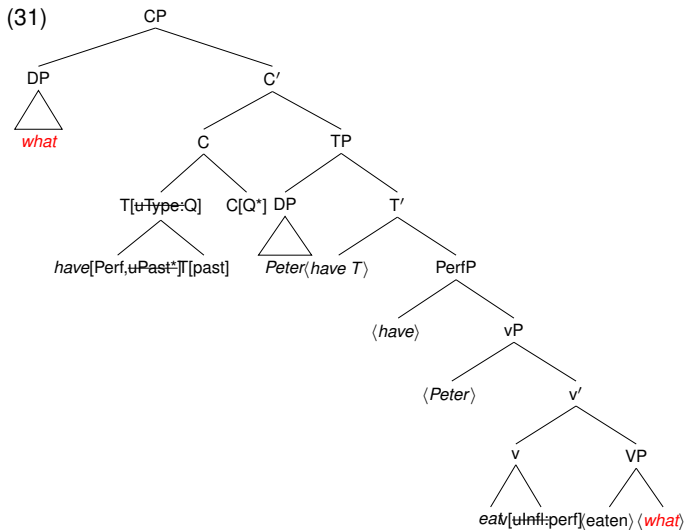 (31)
CP
DP C′
what
C TP
T[uType:Q] C[Q*] DP T′
have[Perf,uPast*] T[past] Peter ⟨have T⟩ PerfP
⟨have⟩ vP
⟨Peter⟩ v′
v VP
eat v[uInfl:perf] ⟨eaten⟩ ⟨what⟩